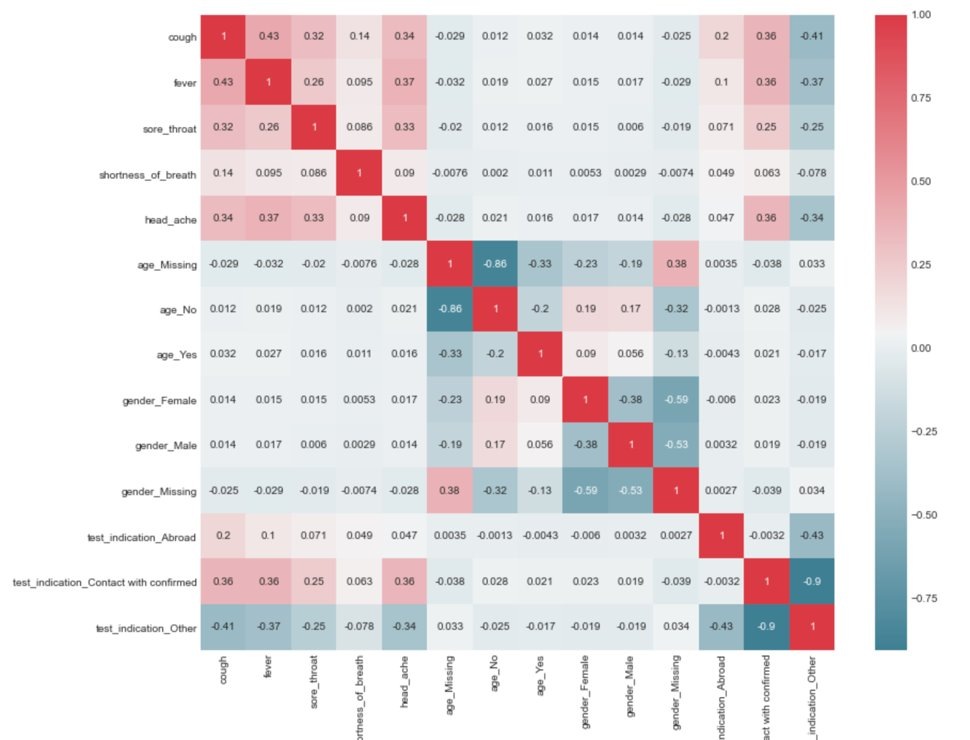 cough 1 0.43 0.32 0.14 0.34 -0.029 0.012 0.032 0.014 0.014 -0.025 0.2 0.36 -0.41
fever 0.43 1 0.26 0.095 0.37 -0.032 0.019 0.027 0.015 0.017 -0.029 0.1 0.36 -0.37
sore_throat 0.32 0.26 1 0.086 0.33 -0.02 0.012 0.016 0.015 0.006 -0.019 0.071 0.25 -0.25
shortness_of_breath 0.14 0.095 0.086 1 0.09 -0.0076 0.002 0.011 0.0053 0.0029 -0.0074 0.049 0.063 -0.078
head_ache 0.34 0.37 0.33 0.09 1 -0.028 0.021 0.016 0.017 0.014 -0.028 0.047 0.36 -0.34
age_Missing -0.029 -0.032 -0.02 -0.0076 -0.028 1 -0.86 -0.33 -0.23 -0.19 0.38 0.0035 -0.038 0.033
age_No 0.012 0.019 0.012 0.002 0.021 -0.86 1 -0.2 0.19 0.17 -0.32 -0.0013 0.028 -0.025
age_Yes 0.032 0.027 0.016 0.011 0.016 -0.33 -0.2 1 0.09 0.056 -0.13 -0.0043 0.021 -0.017
gender_Female 0.014 0.015 0.015 0.0053 0.017 -0.23 0.19 0.09 1 -0.38 -0.59 -0.006 0.023 -0.019
gender_Male 0.014 0.017 0.006 0.0029 0.014 -0.19 0.17 0.056 -0.38 1 -0.53 0.0032 0.019 -0.019
gender_Missing -0.025 -0.029 -0.019 -0.0074 -0.028 0.38 -0.32 -0.13 -0.59 -0.53 1 0.0027 -0.039 0.034
test_indication_Abroad 0.2 0.1 0.071 0.049 0.047 0.0035 -0.0013 -0.0043 -0.006 0.0032 0.0027 1 -0.0032 -0.43
test_indication_Contact with confirmed 0.36 0.36 0.25 0.063 0.36 -0.038 0.028 0.021 0.023 0.019 -0.039 -0.0032 1 -0.9
test_indication_Other -0.41 -0.37 -0.25 -0.078 -0.34 0.033 -0.025 -0.017 -0.019 -0.019 0.034 -0.43 -0.9 1
cough
fever
sore_throat
rtness_of_breath
head_ache
age_Missing
age_No
age_Yes
gender_Female
gender_Male
gender_Missing
ndication_Abroad
act with confirmed
_indication_Other
1.00
0.75
0.50
0.25
0.00
−0.25
−0.50
−0.75